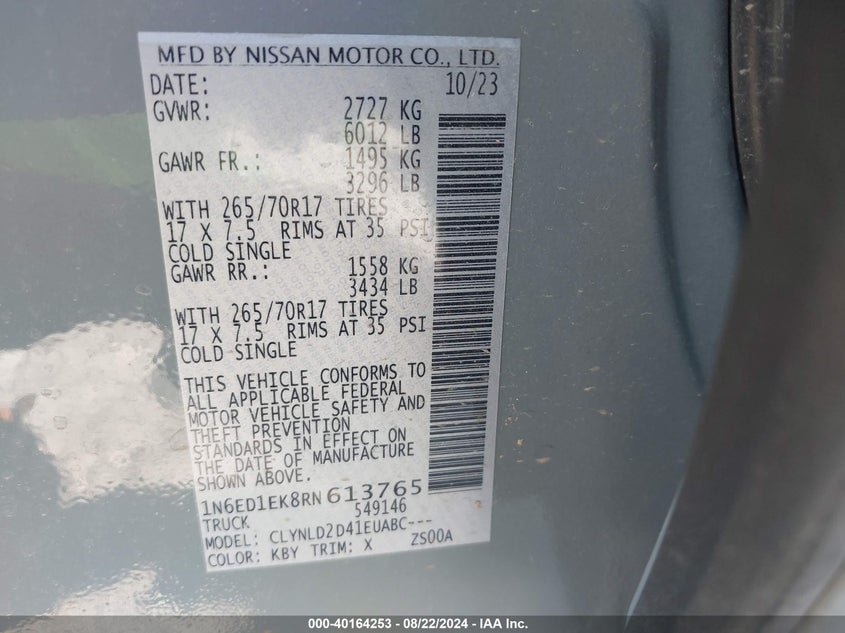 MFD BY NISSAN MOTOR CO., LTD.
DATE: 10/23
GVWR: 2727 KG
6012 LB
GAWR FR.: 1495 KG
3296 LB
WITH 265/70R17 TIRES
17 X 7.5 RIMS AT 35 PSI
COLD SINGLE
GAWR RR.: 1558 KG
3434 LB
WITH 265/70R17 TIRES
17 X 7.5 RIMS AT 35 PSI
COLD SINGLE
THIS VEHICLE CONFORMS TO
ALL APPLICABLE FEDERAL
MOTOR VEHICLE SAFETY AND
THEFT PREVENTION
STANDARDS IN EFFECT ON
THE DATE OF MANUFACTURE
SHOWN ABOVE.
1N6ED1EK8RN613765
TRUCK 549146
MODEL: CLYNLD2D41EUABC---
COLOR: KBY TRIM: X ZS00A
000-40164253 - 08/22/2024 - IAA Inc.